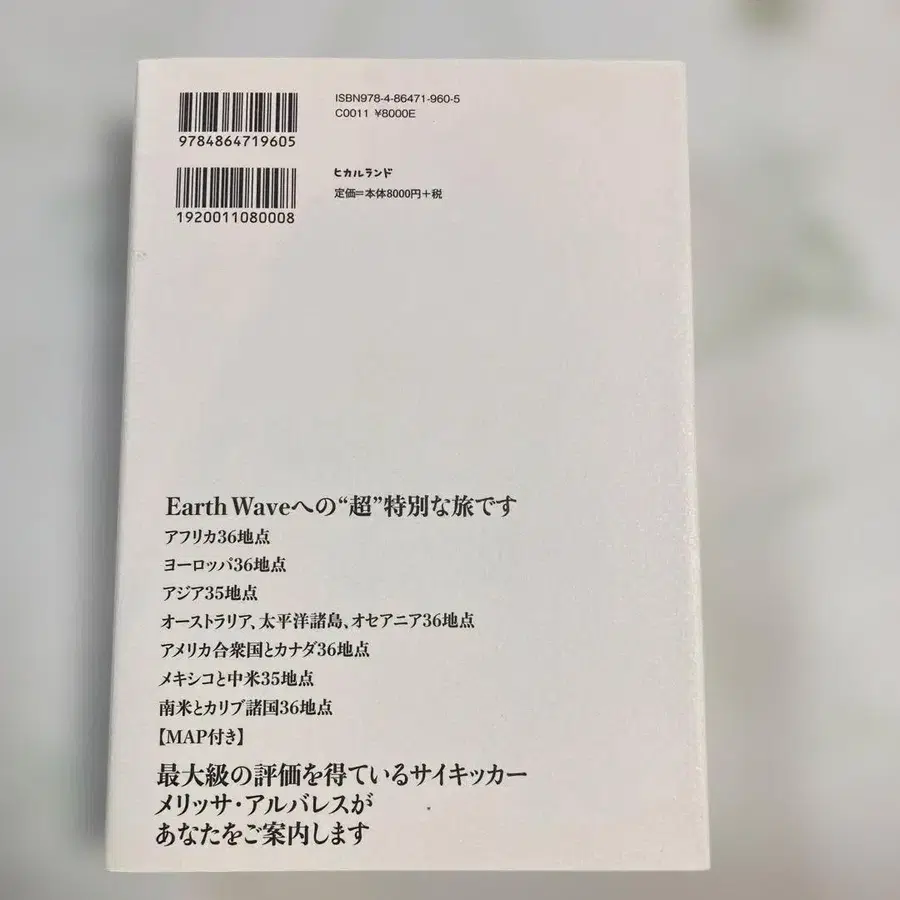 ISBN978-4-86471-960-5
C0011 ¥8000E
9784864719605
ヒカルランド
定価=本体8000円+税
1920011080008
Earth Waveへの“超”特別な旅です
アフリカ36地点
ヨーロッパ36地点
アジア35地点
オーストラリア、太平洋諸島、オセアニア36地点
アメリカ合衆国とカナダ36地点
メキシコと中米35地点
南米とカリブ諸国36地点
【MAP付き】
最大級の評価を得ているサイキッカー
メリッサ・アルバレスが
あなたをご案内します